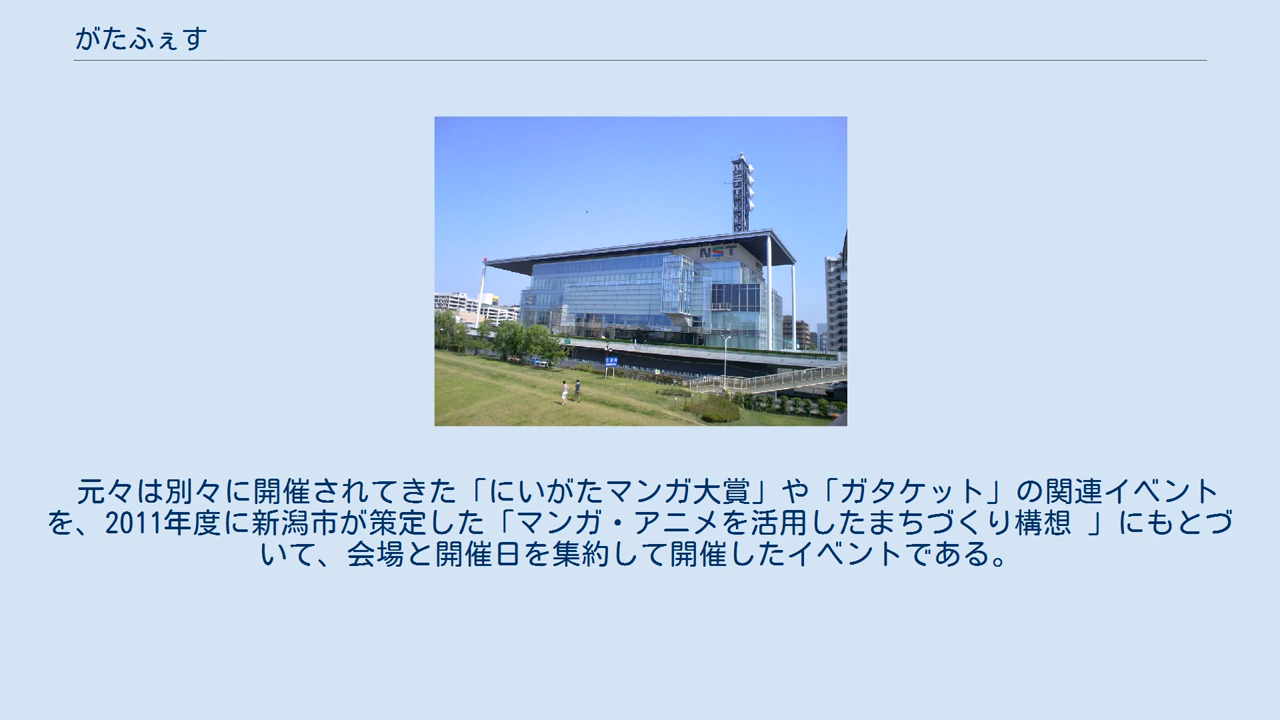 がたふぇす
NST
元々は別々に開催されてきた「にいがたマンガ大賞」や「ガタケット」の関連イベント
を、2011年度に新潟市が策定した「マンガ・アニメを活用したまちづくり構想 」にもとづ
いて、会場と開催日を集約して開催したイベントである。